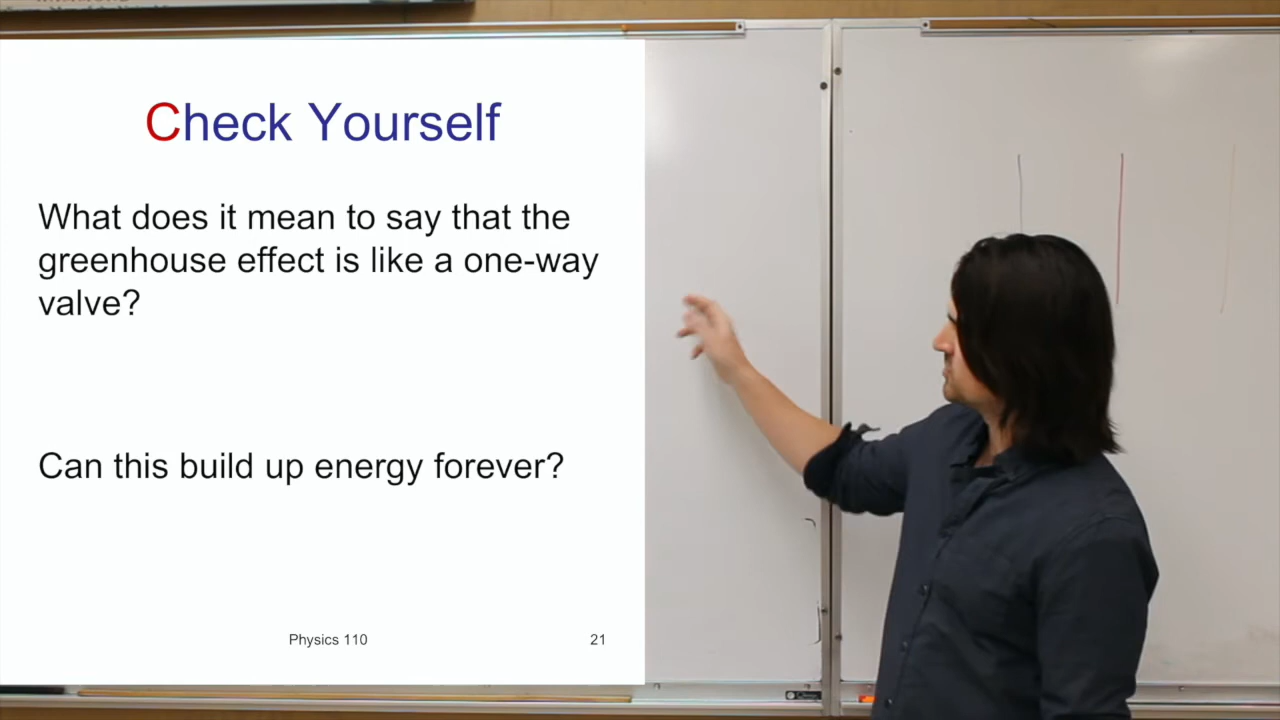 Check Yourself
What does it mean to say that the
greenhouse effect is like a one-way
valve?
Can this build up energy forever?
Physics 110
21